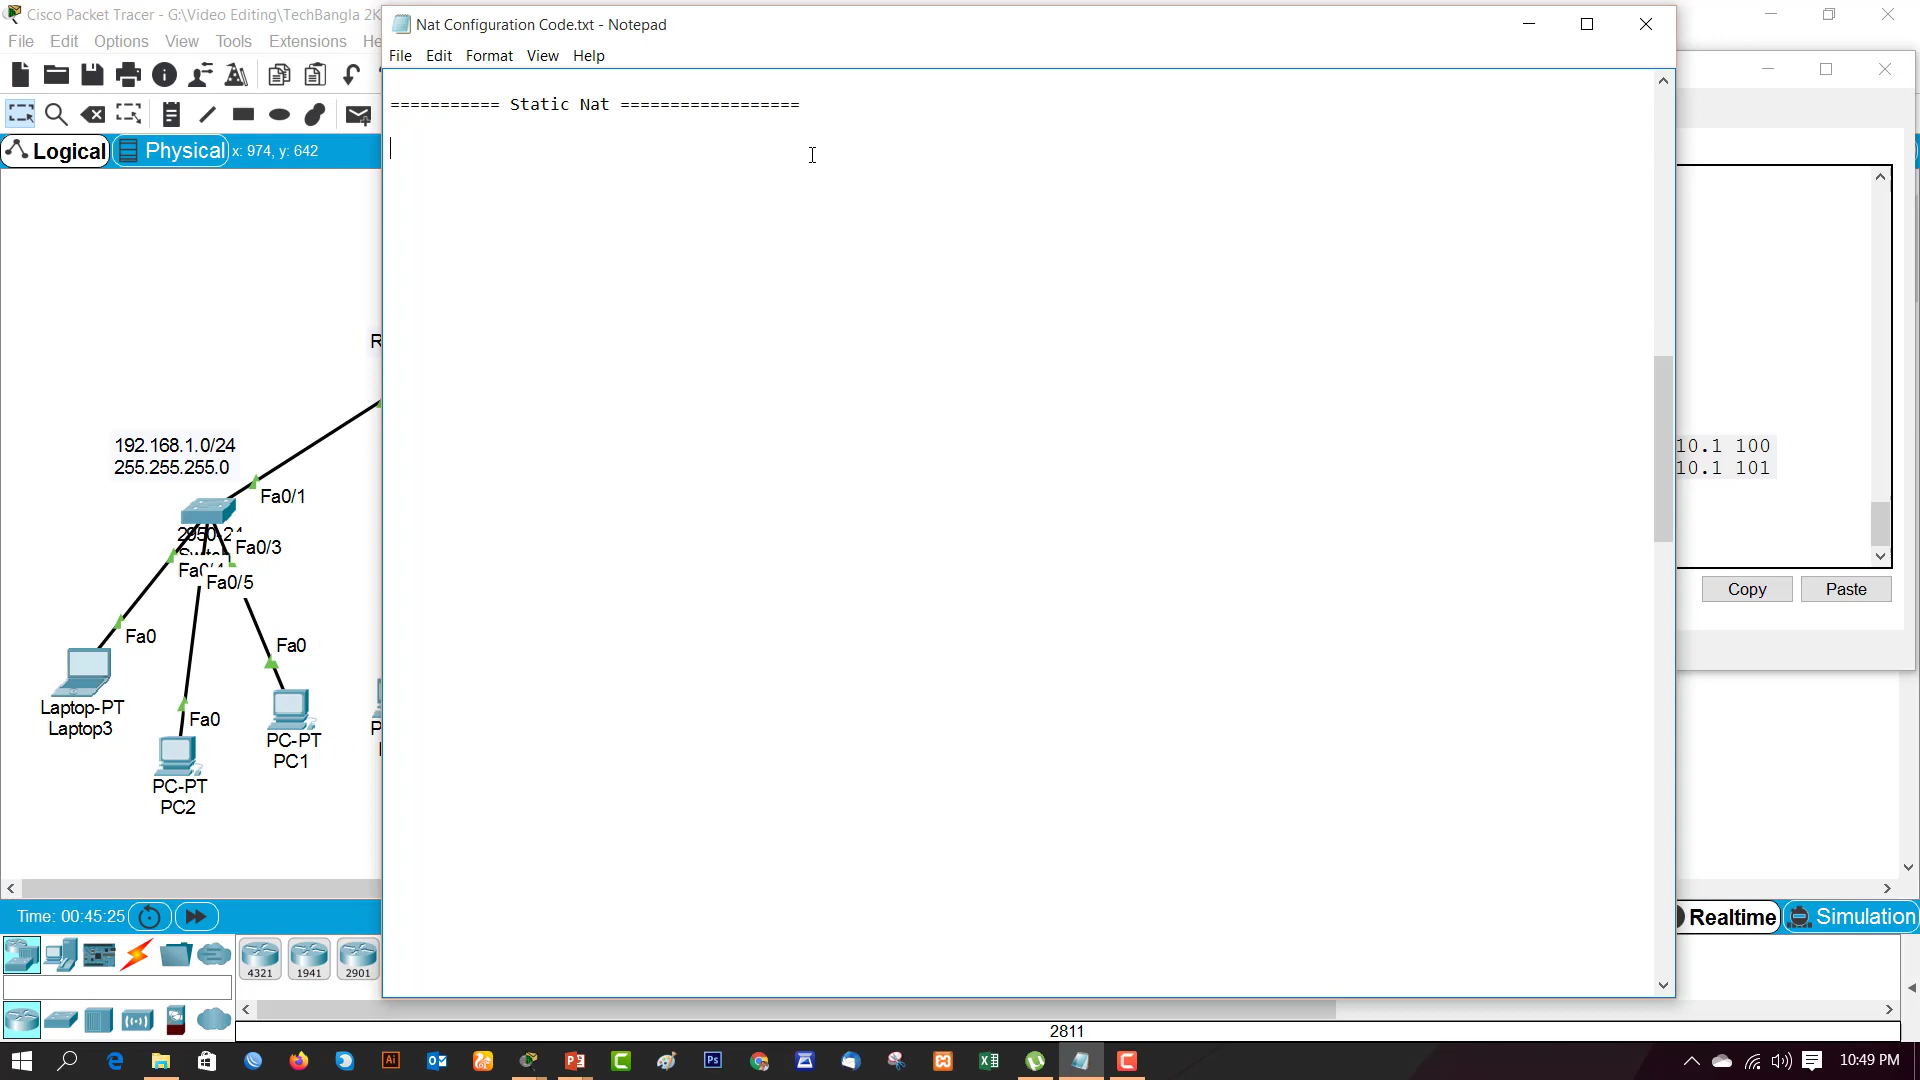 Cisco Packet Tracer - G:\Video Editing\TechBangla 2K
File Edit Options View Tools Extensions He
Logical
Physical
x: 974, y: 642
Nat Configuration Code.txt - Notepad
File Edit Format View Help
=========== Static Nat ==================
R
192.168.1.0/24
255.255.255.0
Fa0/1
Fa0/3
Fa0/5
Fa0
Fa0
Fa0
Laptop-PT
Laptop3
PC-PT
PC1
PC-PT
PC2
10.1 100
10.1 101
Copy
Paste
Time: 00:45:25
Realtime
Simulation
4321
1941
2901
2811
10:49 PM